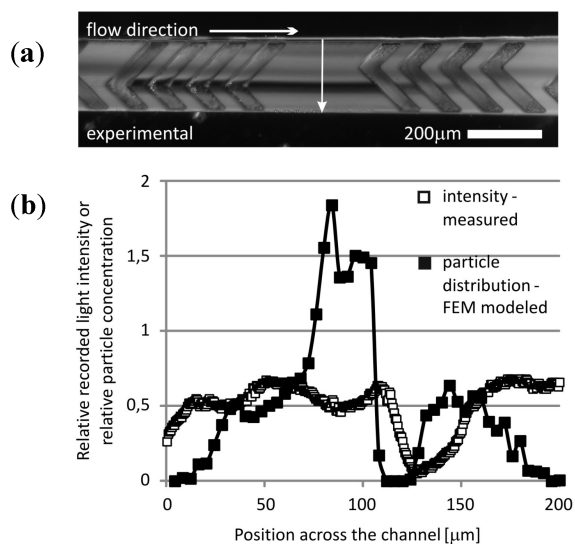 (a)
flow direction
experimental
200μm
(b)
Relative recorded light intensity or
relative particle concentration
2
1,5
1
0,5
0
intensity -
measured
particle
distribution -
FEM modeled
0
50
100
150
200
Position across the channel [μm]